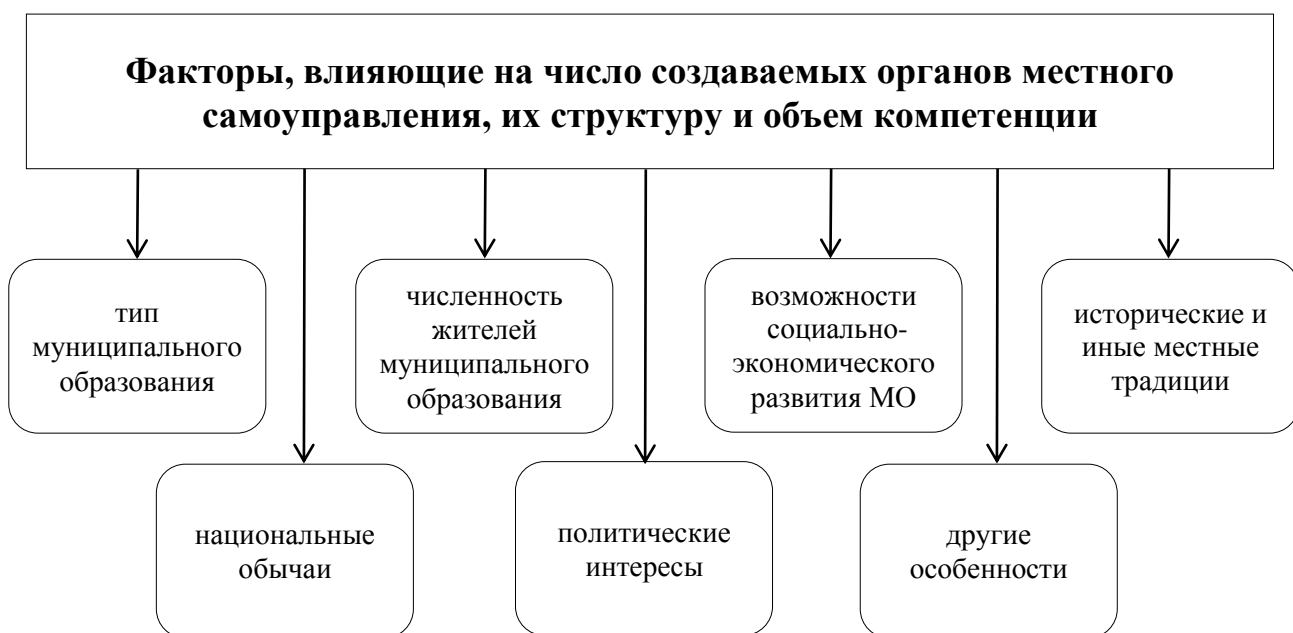 Факторы, влияющие на число создаваемых органов местного
самоуправления, их структуру и объем компетенции
тип
муниципального
образования
численность
жителей
муниципального
образования
возможности
социально-
экономического
развития МО
исторические и
иные местные
традиции
национальные
обычаи
политические
интересы
другие
особенности